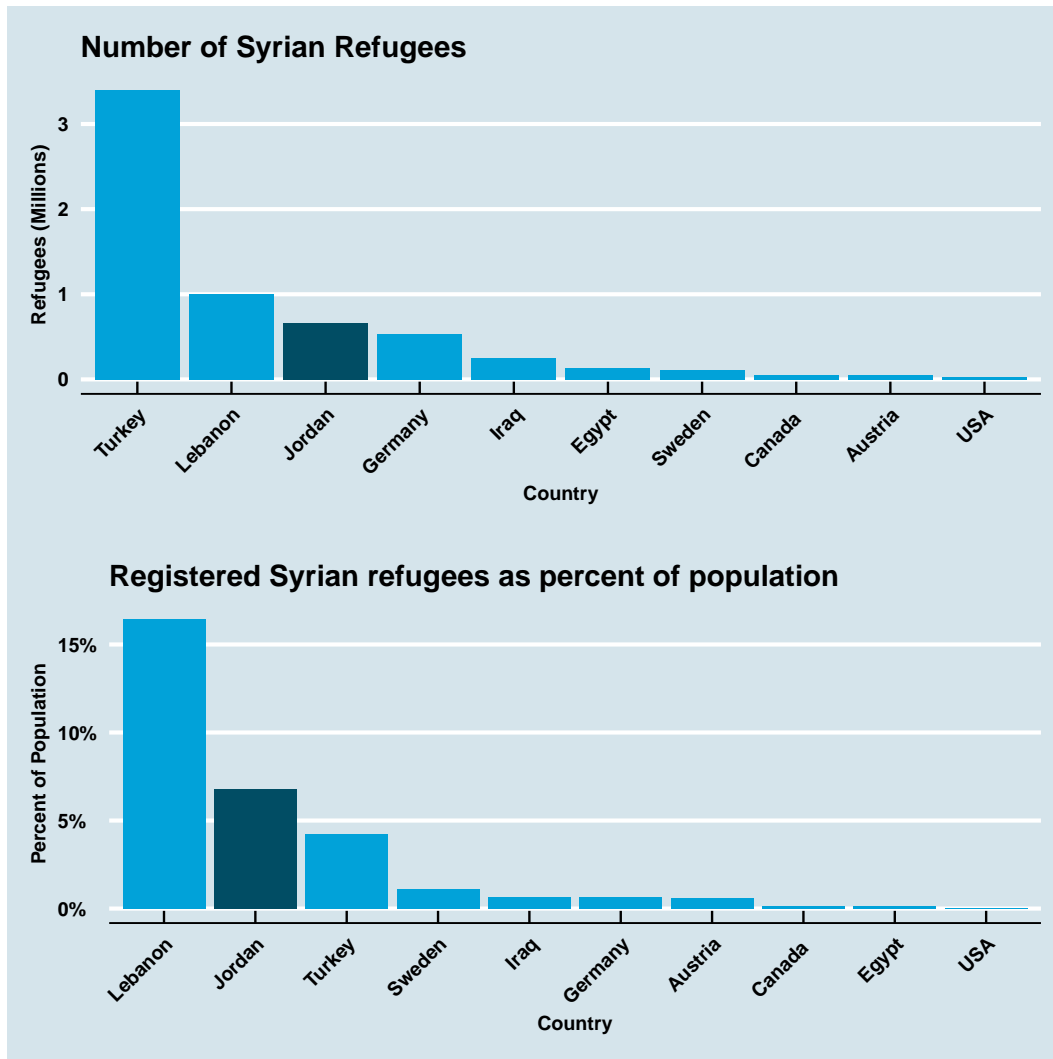 Number of Syrian Refugees
Refugees (Millions)
3
2
1
0
Turkey
Lebanon
Jordan
Germany
Iraq
Egypt
Sweden
Canada
Austria
USA
Country
Registered Syrian refugees as percent of population
Percent of Population
15%
10%
5%
0%
Lebanon
Jordan
Turkey
Sweden
Iraq
Germany
Austria
Canada
Egypt
USA
Country